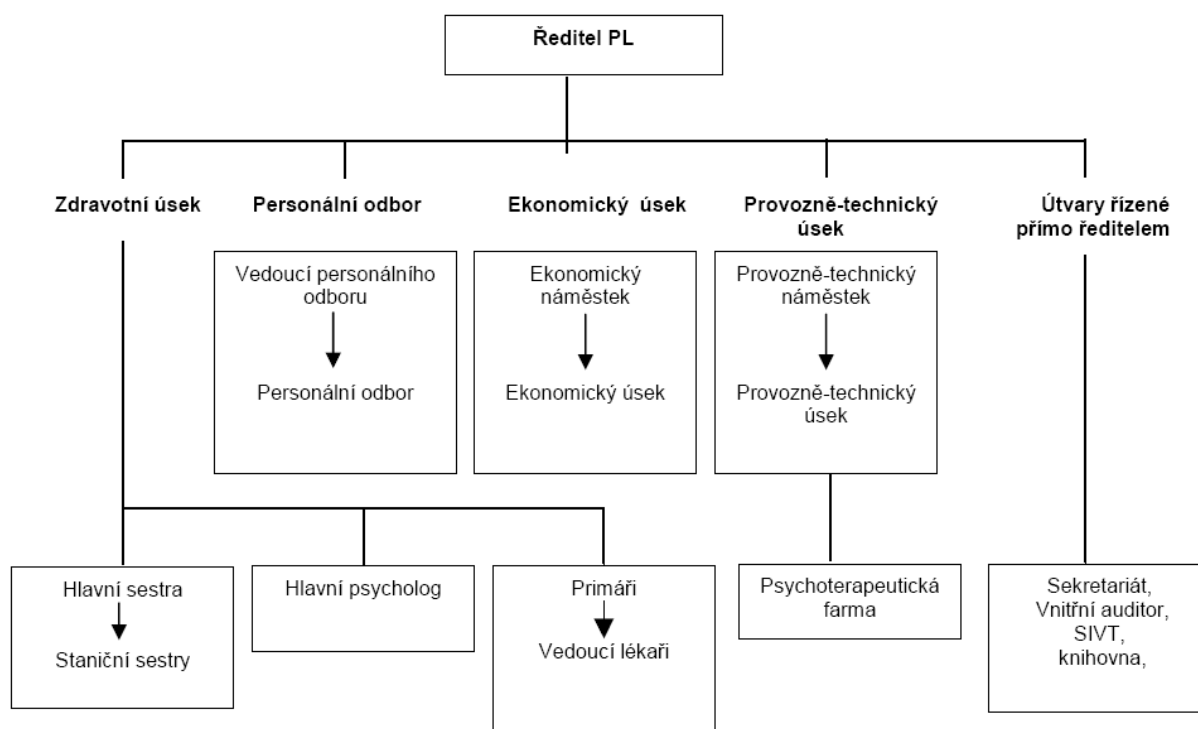 Ředitel PL
Zdravotní úsek
Personální odbor
Ekonomický úsek
Provozně-technický
úsek
Útvary řízené
přímo ředitelem
Vedoucí personálního
odboru
Personální odbor
Ekonomický
náměstek
Ekonomický úsek
Provozně-technický
náměstek
Provozně-technický
úsek
Hlavní sestra
Staniční sestry
Hlavní psycholog
Primáři
Vedoucí lékaři
Psychoterapeutická
farma
Sekretariát,
Vnitřní auditor,
SIVT,
knihovna,